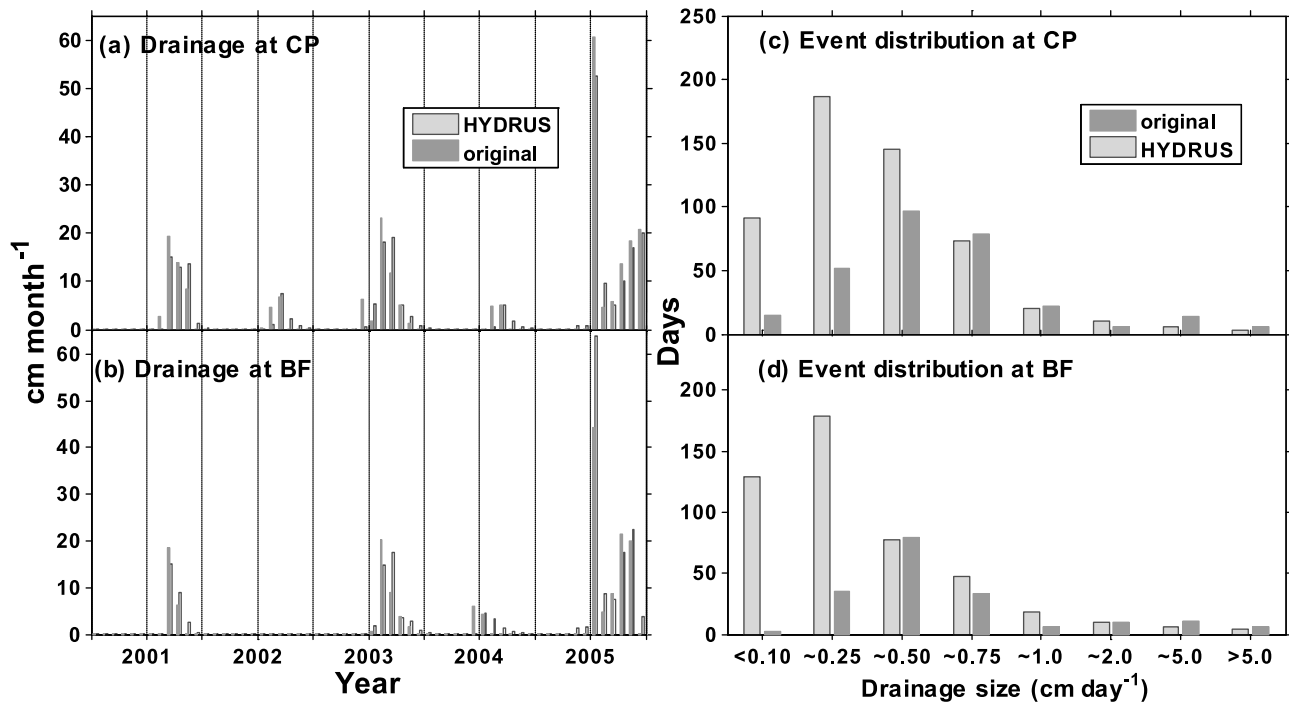 (a) Drainage at CP
60
50
40
30
20
10
0
HYDRUS
original
cm month⁻¹
(b) Drainage at BF
60
50
40
30
20
10
0
2001 2002 2003 2004 2005
Year
(c) Event distribution at CP
250
200
150
100
50
0
original
HYDRUS
Days
(d) Event distribution at BF
200
150
100
50
0
<0.10 ~0.25 ~0.50 ~0.75 ~1.0 ~2.0 ~5.0 >5.0
Drainage size (cm day⁻¹)